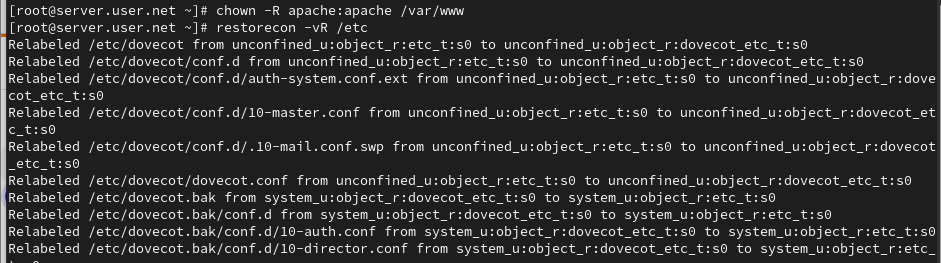 [root@server.user.net ~]# chown -R apache:apache /var/www
[root@server.user.net ~]# restorecon -vR /etc
Relabeled /etc/dovecot from unconfined_u:object_r:etc_t:s0 to unconfined_u:object_r:dovecot_etc_t:s0
Relabeled /etc/dovecot/conf.d from unconfined_u:object_r:etc_t:s0 to unconfined_u:object_r:dovecot_etc_t:s0
Relabeled /etc/dovecot/conf.d/auth-system.conf.ext from unconfined_u:object_r:etc_t:s0 to unconfined_u:object_r:dove
cot_etc_t:s0
Relabeled /etc/dovecot/conf.d/10-master.conf from unconfined_u:object_r:etc_t:s0 to unconfined_u:object_r:dovecot_et
c_t:s0
Relabeled /etc/dovecot/conf.d/.10-mail.conf.swp from unconfined_u:object_r:etc_t:s0 to unconfined_u:object_r:dovecot
_etc_t:s0
Relabeled /etc/dovecot/dovecot.conf from unconfined_u:object_r:etc_t:s0 to unconfined_u:object_r:dovecot_etc_t:s0
Relabeled /etc/dovecot.bak from system_u:object_r:dovecot_etc_t:s0 to system_u:object_r:etc_t:s0
Relabeled /etc/dovecot.bak/conf.d from system_u:object_r:dovecot_etc_t:s0 to system_u:object_r:etc_t:s0
Relabeled /etc/dovecot.bak/conf.d/10-auth.conf from system_u:object_r:dovecot_etc_t:s0 to system_u:object_r:etc_t:s0
Relabeled /etc/dovecot.bak/conf.d/10-director.conf from system_u:object_r:dovecot_etc_t:s0 to system_u:object_r:etc_